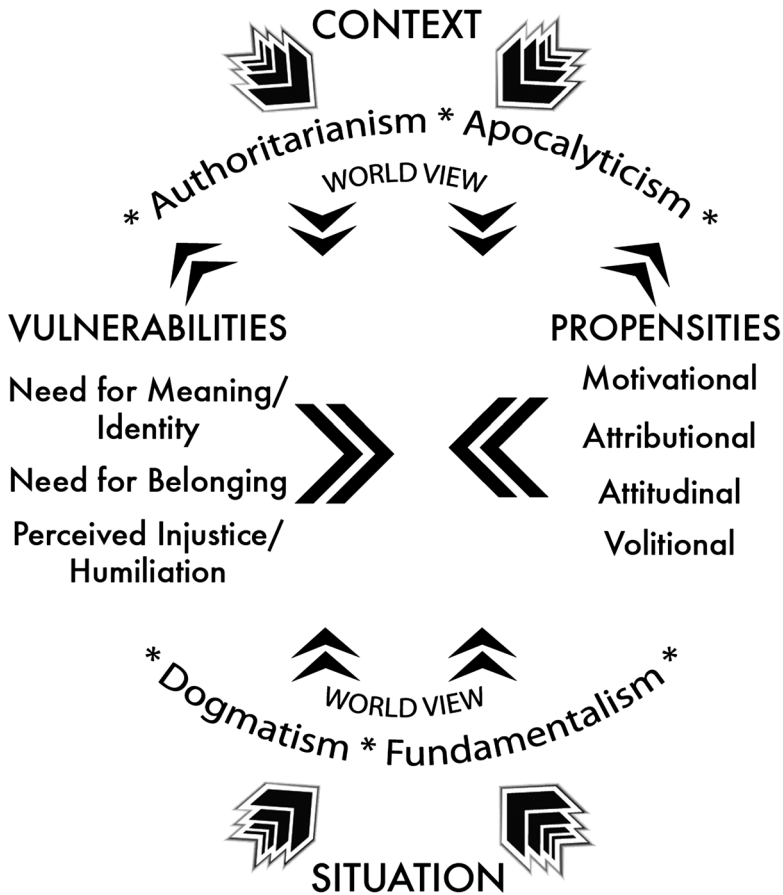 CONTEXT
* Authoritarianism * Apocalypticism *
WORLD VIEW
VULNERABILITIES
Need for Meaning/
Identity
Need for Belonging
Perceived Injustice/
Humiliation
PROPENSITIES
Motivational
Attributional
Attitudinal
Volitional
WORLD VIEW
* Dogmatism * Fundamentalism *
SITUATION